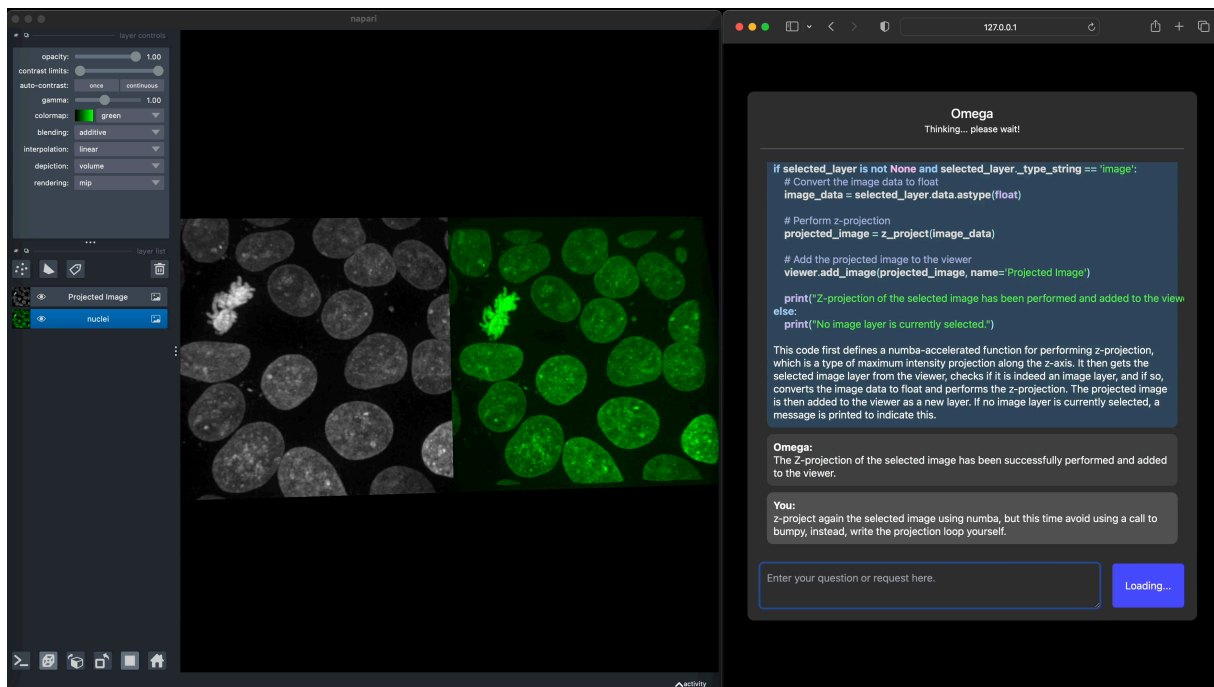 napari
layer controls
opacity: 1.00
contrast limits:
auto-contrast: once continuous
gamma: 1.00
colormap: green
blending: additive
interpolation: linear
depiction: volume
rendering: mip
layer list
Projected Image
nuclei
activity
127.0.0.1
Omega
Thinking... please wait!
if selected_layer is not None and selected_layer._type_string == 'image':
# Convert the image data to float
image_data = selected_layer.data.astype(float)
# Perform z-projection
projected_image = z_project(image_data)
# Add the projected image to the viewer
viewer.add_image(projected_image, name='Projected Image')
print("Z-projection of the selected image has been performed and added to the view
else:
print("No image layer is currently selected.")
This code first defines a numba-accelerated function for performing z-projection,
which is a type of maximum intensity projection along the z-axis. It then gets the
selected image layer from the viewer, checks if it is indeed an image layer, and if so,
converts the image data to float and performs the z-projection. The projected image
is then added to the viewer as a new layer. If no image layer is currently selected, a
message is printed to indicate this.
Omega:
The Z-projection of the selected image has been successfully performed and added
to the viewer.
You:
z-project again the selected image using numba, but this time avoid using a call to
bumpy, instead, write the projection loop yourself.
Enter your question or request here.
Loading...